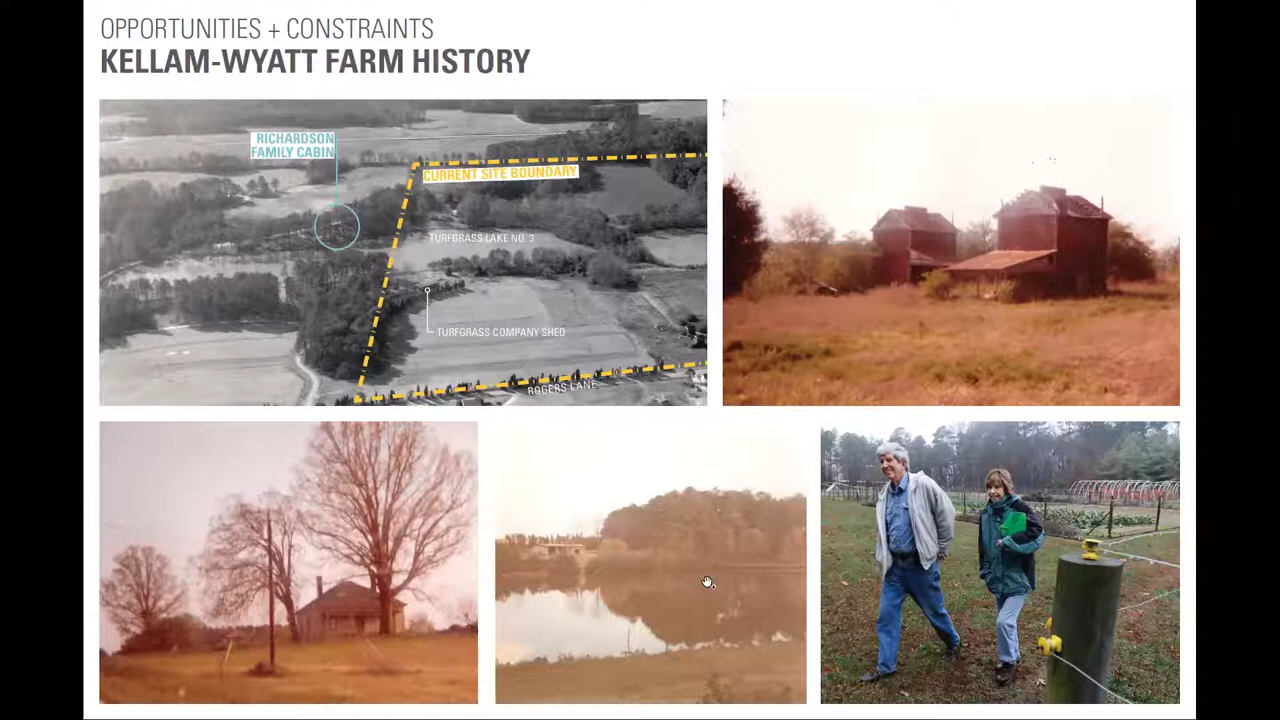 OPPORTUNITIES + CONSTRAINTS
KELLAM-WYATT FARM HISTORY
RICHARDSON
FAMILY CABIN
CURRENT SITE BOUNDARY
TURFGRASS LAKE NO. 3
TURFGRASS COMPANY SHED
ROGERS LANE